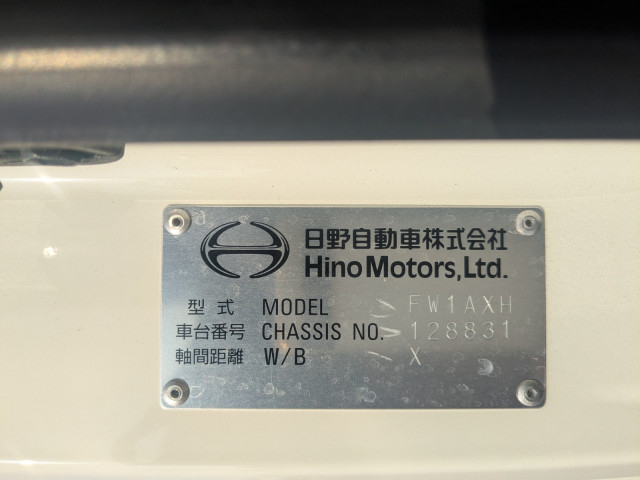 日野自動車株式会社
Hino Motors, Ltd.
型式 MODEL FW1AXH
車台番号 CHASSIS NO. 128831
軸間距離 W/B X